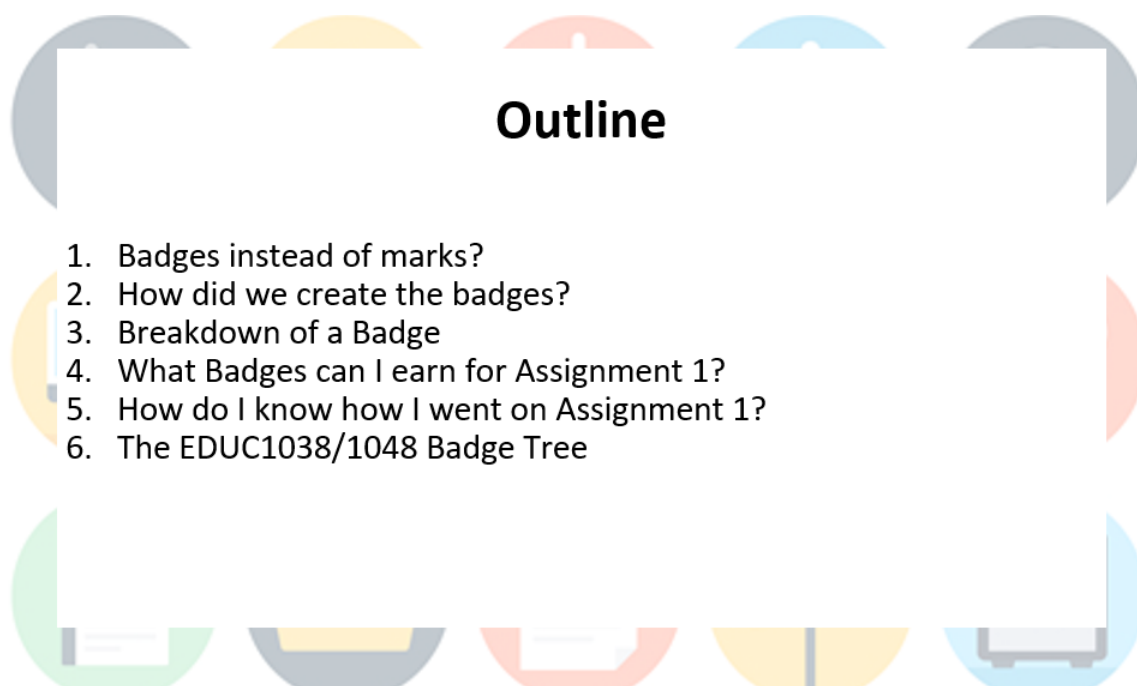 Outline
1. Badges instead of marks?
2. How did we create the badges?
3. Breakdown of a Badge
4. What Badges can I earn for Assignment 1?
5. How do I know how I went on Assignment 1?
6. The EDUC1038/1048 Badge Tree